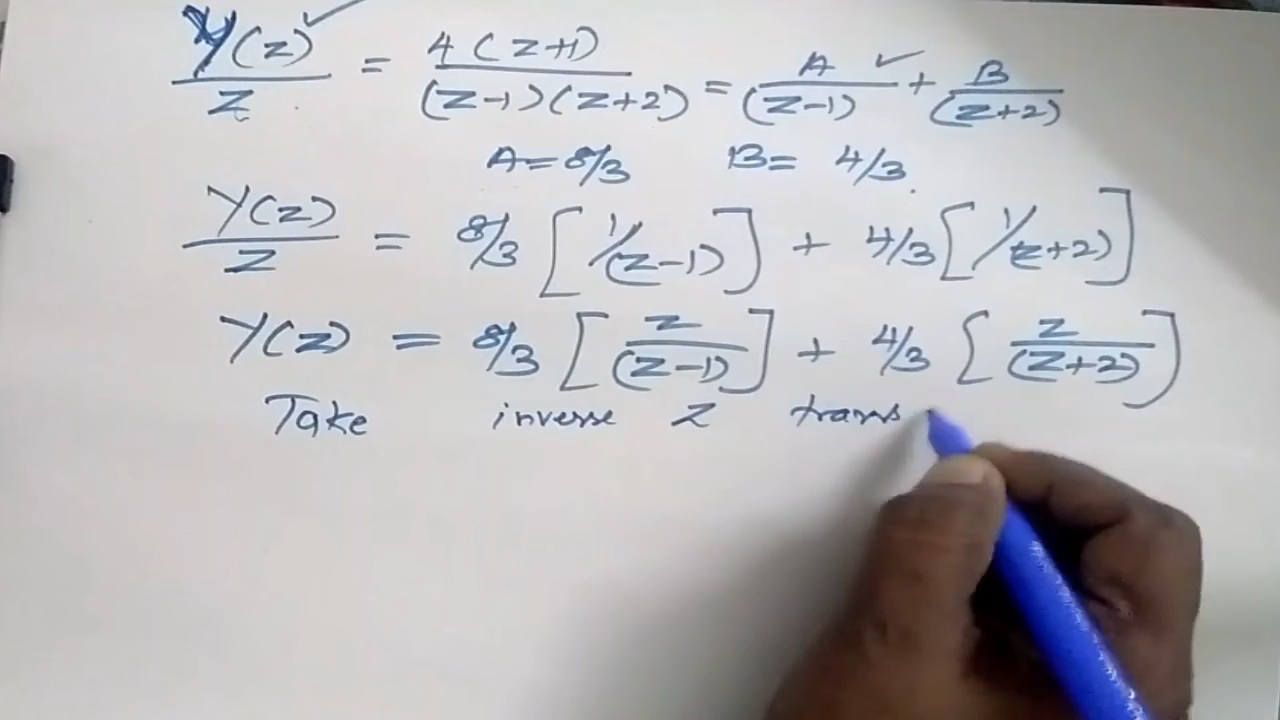 Y(z)/z = 4(z+1)/(z-1)(z+2) = A/(z-1) + B/(z+2)
A = 8/3 B = 4/3.
Y(z)/z = 8/3 [1/(z-1)] + 4/3 [1/(z+2)]
Y(z) = 8/3 [z/(z-1)] + 4/3 [z/(z+2)]
Take inverse z trans